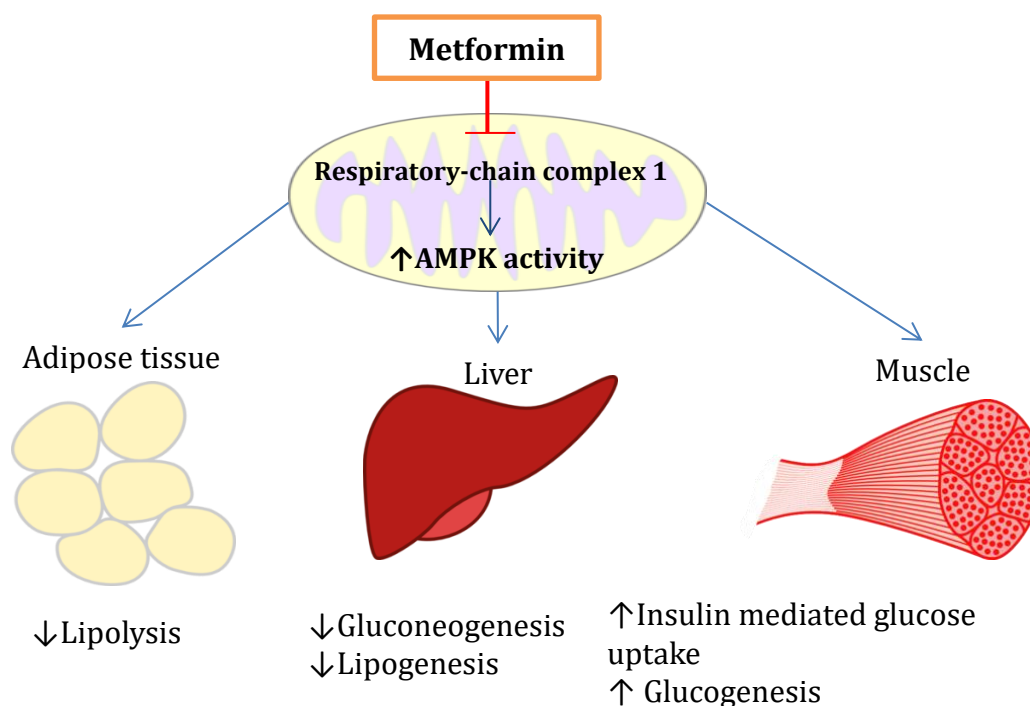 Metformin
Respiratory-chain complex 1
↑AMPK activity
Adipose tissue
Liver
Muscle
↓Lipolysis
↓Gluconeogenesis
↓Lipogenesis
↑Insulin mediated glucose
uptake
↑ Glucogenesis